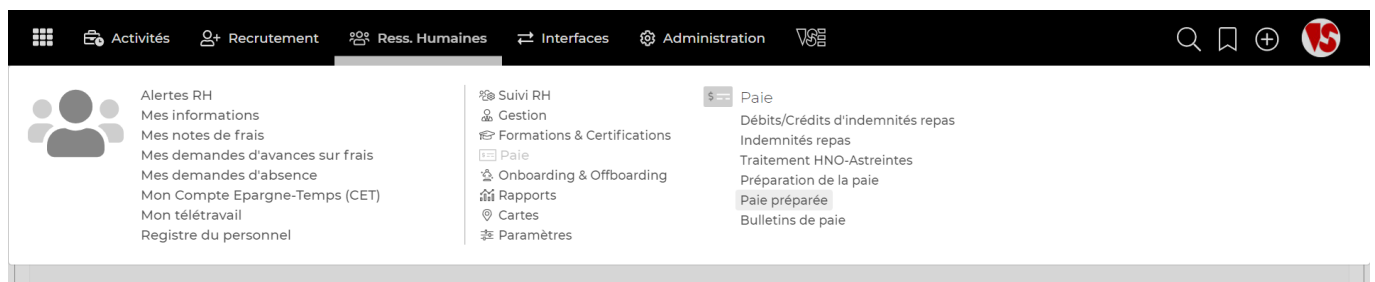 Activités Recrutement Ress. Humaines Interfaces Administration VSE
VS
Alertes RH
Mes informations
Mes notes de frais
Mes demandes d'avances sur frais
Mes demandes d'absence
Mon Compte Epargne-Temps (CET)
Mon télétravail
Registre du personnel
Suivi RH
Gestion
Formations & Certifications
$ Paie
Onboarding & Offboarding
Rapports
Cartes
Paramètres
$ Paie
Débits/Crédits d'indemnités repas
Indemnités repas
Traitement HNO-Astreintes
Préparation de la paie
Paie préparée
Bulletins de paie